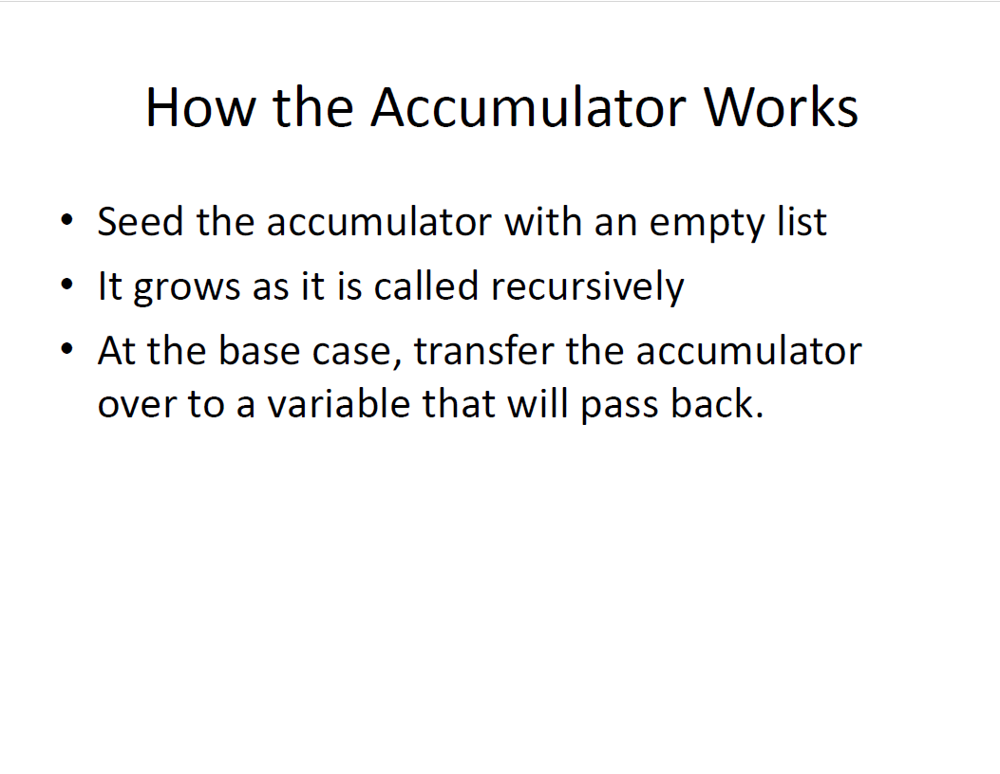 How the Accumulator Works
• Seed the accumulator with an empty list
• It grows as it is called recursively
• At the base case, transfer the accumulator
over to a variable that will pass back.